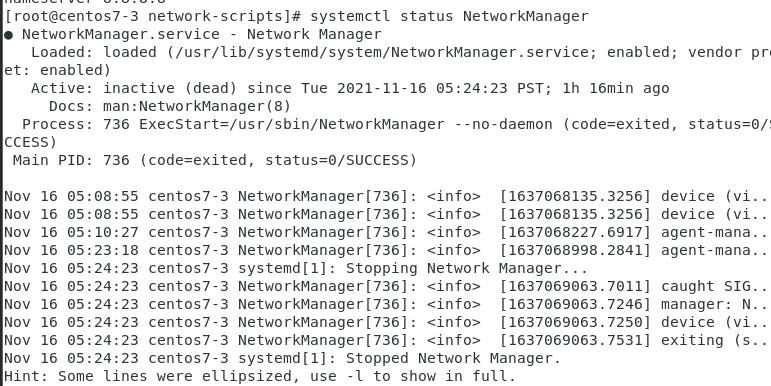 [root@centos7-3 network-scripts]# systemctl status NetworkManager
● NetworkManager.service - Network Manager
   Loaded: loaded (/usr/lib/systemd/system/NetworkManager.service; enabled; vendor pr
et: enabled)
   Active: inactive (dead) since Tue 2021-11-16 05:24:23 PST; 1h 16min ago
     Docs: man:NetworkManager(8)
  Process: 736 ExecStart=/usr/sbin/NetworkManager --no-daemon (code=exited, status=0/
CCESS)
 Main PID: 736 (code=exited, status=0/SUCCESS)

Nov 16 05:08:55 centos7-3 NetworkManager[736]: <info>  [1637068135.3256] device (vi..
Nov 16 05:08:55 centos7-3 NetworkManager[736]: <info>  [1637068135.3256] device (vi..
Nov 16 05:10:27 centos7-3 NetworkManager[736]: <info>  [1637068227.6917] agent-mana..
Nov 16 05:23:18 centos7-3 NetworkManager[736]: <info>  [1637068998.2841] agent-mana..
Nov 16 05:24:23 centos7-3 systemd[1]: Stopping Network Manager...
Nov 16 05:24:23 centos7-3 NetworkManager[736]: <info>  [1637069063.7011] caught SIG..
Nov 16 05:24:23 centos7-3 NetworkManager[736]: <info>  [1637069063.7246] manager: N..
Nov 16 05:24:23 centos7-3 NetworkManager[736]: <info>  [1637069063.7250] device (vi..
Nov 16 05:24:23 centos7-3 NetworkManager[736]: <info>  [1637069063.7531] exiting (s..
Nov 16 05:24:23 centos7-3 systemd[1]: Stopped Network Manager.
Hint: Some lines were ellipsized, use -l to show in full.